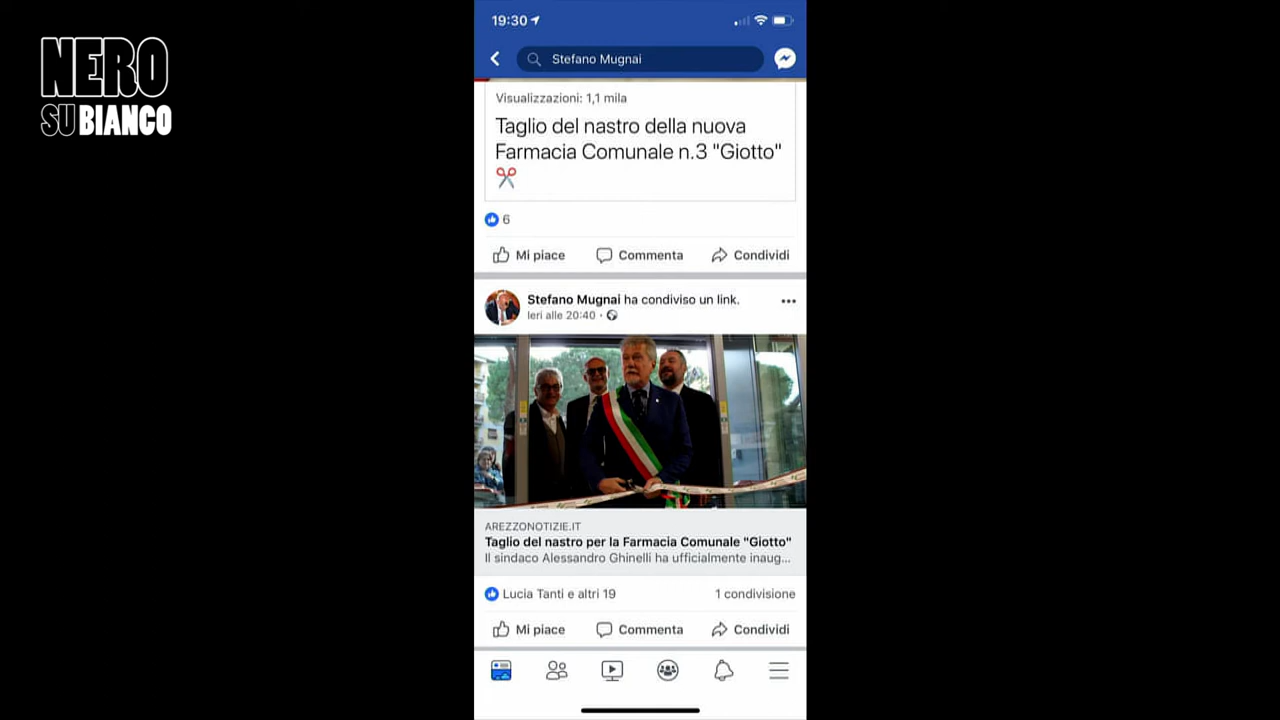 NERO
SU BIANCO
19:30
Stefano Mugnai
Visualizzazioni: 1,1 mila
Taglio del nastro della nuova
Farmacia Comunale n.3 "Giotto"
6
Mi piace Commenta Condividi
Stefano Mugnai ha condiviso un link.
Ieri alle 20:40 ·
AREZZONOTIZIE.IT
Taglio del nastro per la Farmacia Comunale "Giotto"
Il sindaco Alessandro Ghinelli ha ufficialmente inaug...
Lucia Tanti e altri 19 1 condivisione
Mi piace Commenta Condividi